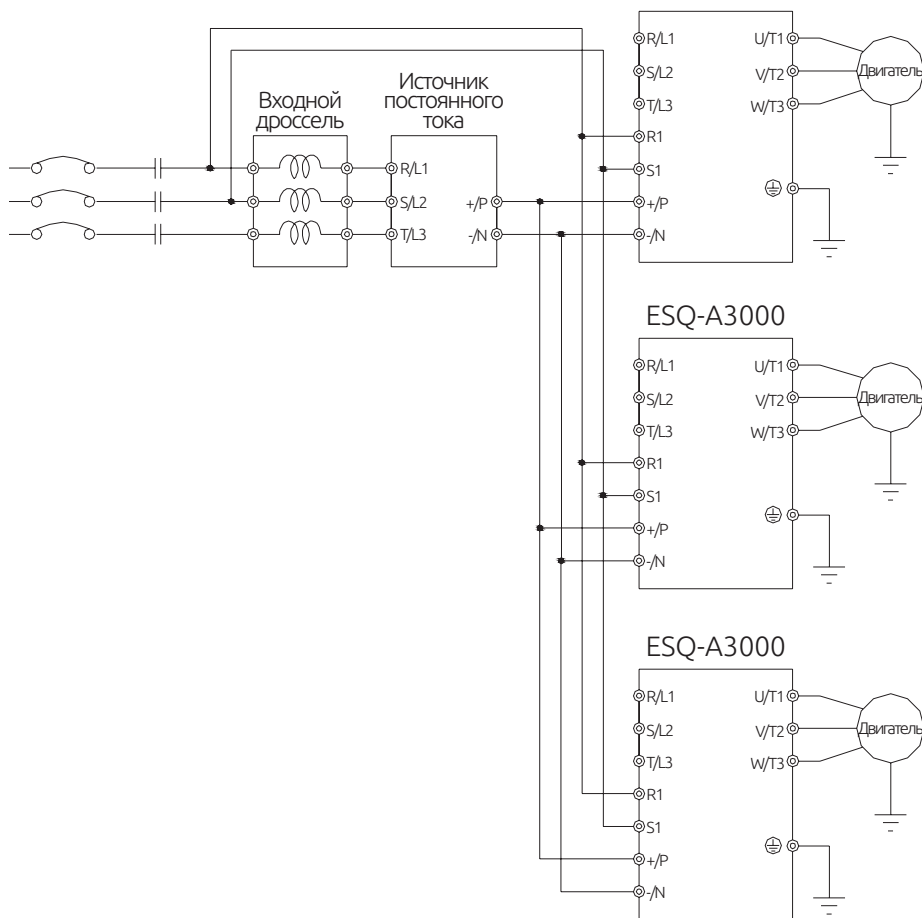 R/L1
U/T1
S/L2
V/T2
Двигатель
T/L3
W/T3
R1
S1
+/P
-/N
Входной
дроссель
Источник
постоянного
тока
R/L1
S/L2
+/P
T/L3
-/N
ESQ-A3000
R/L1
U/T1
S/L2
V/T2
Двигатель
T/L3
W/T3
R1
S1
+/P
-/N
ESQ-A3000
R/L1
U/T1
S/L2
V/T2
Двигатель
T/L3
W/T3
R1
S1
+/P
-/N